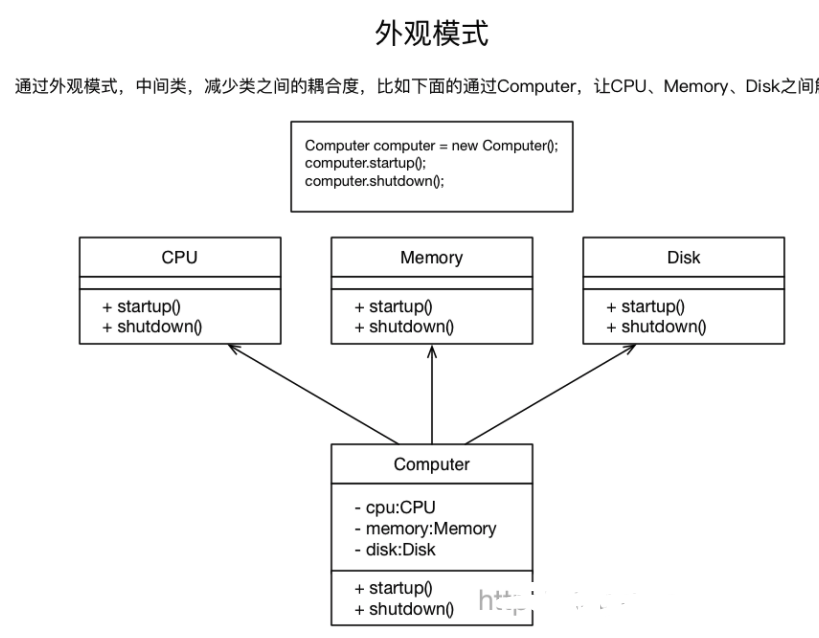 外观模式
通过外观模式，中间类，减少类之间的耦合度，比如下面的通过Computer，让CPU、Memory、Disk之间
Computer computer = new Computer();
computer.startup();
computer.shutdown();
CPU
+ startup()
+ shutdown()
Memory
+ startup()
+ shutdown()
Disk
+ startup()
+ shutdown()
Computer
- cpu:CPU
- memory:Memory
- disk:Disk
+ startup()
+ shutdown()